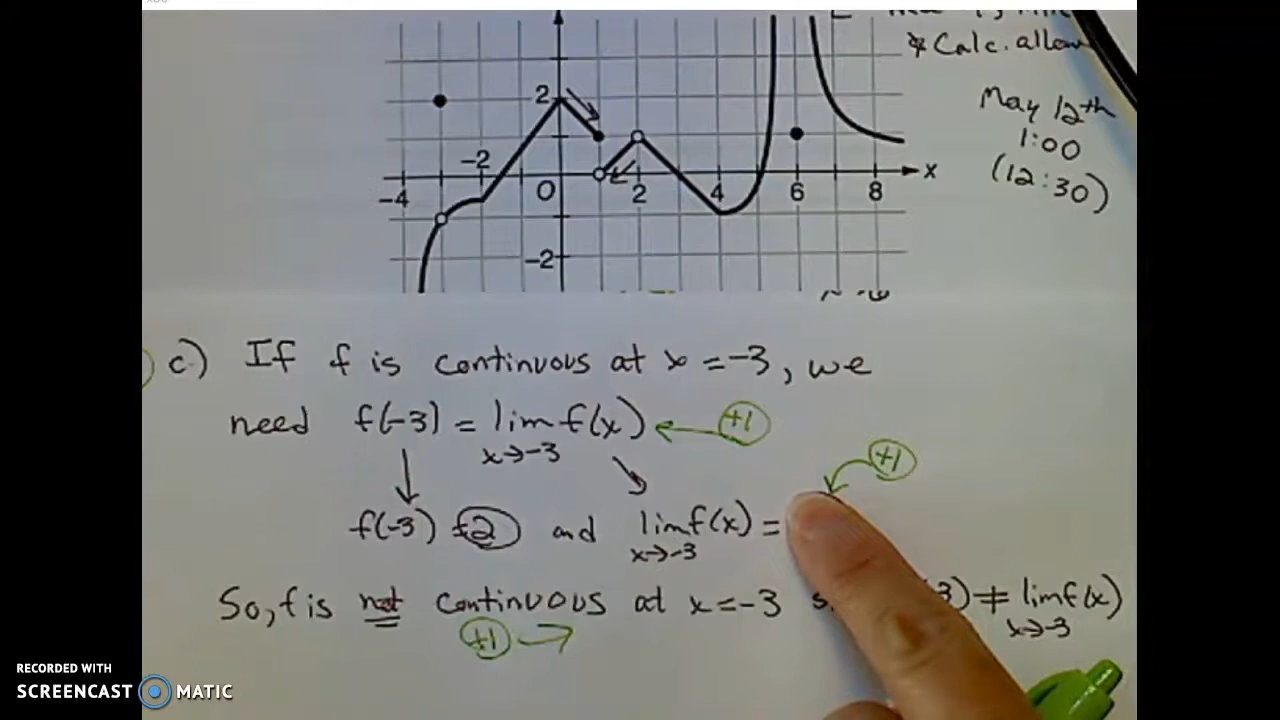 * Calc. allow
May 12th
1:00
(12:30)
2
-2
x
-4
0
2
4
6
8
-2
c.) If f is continuous at x = -3, we
need f(-3) = lim f(x) +1
x→-3
+1
f(-3) = 2 and lim f(x) =
x→-3
So, f is not continuous at x = -3 3) ≠ lim f(x)
x→-3
+1
RECORDED WITH
SCREENCAST MATIC